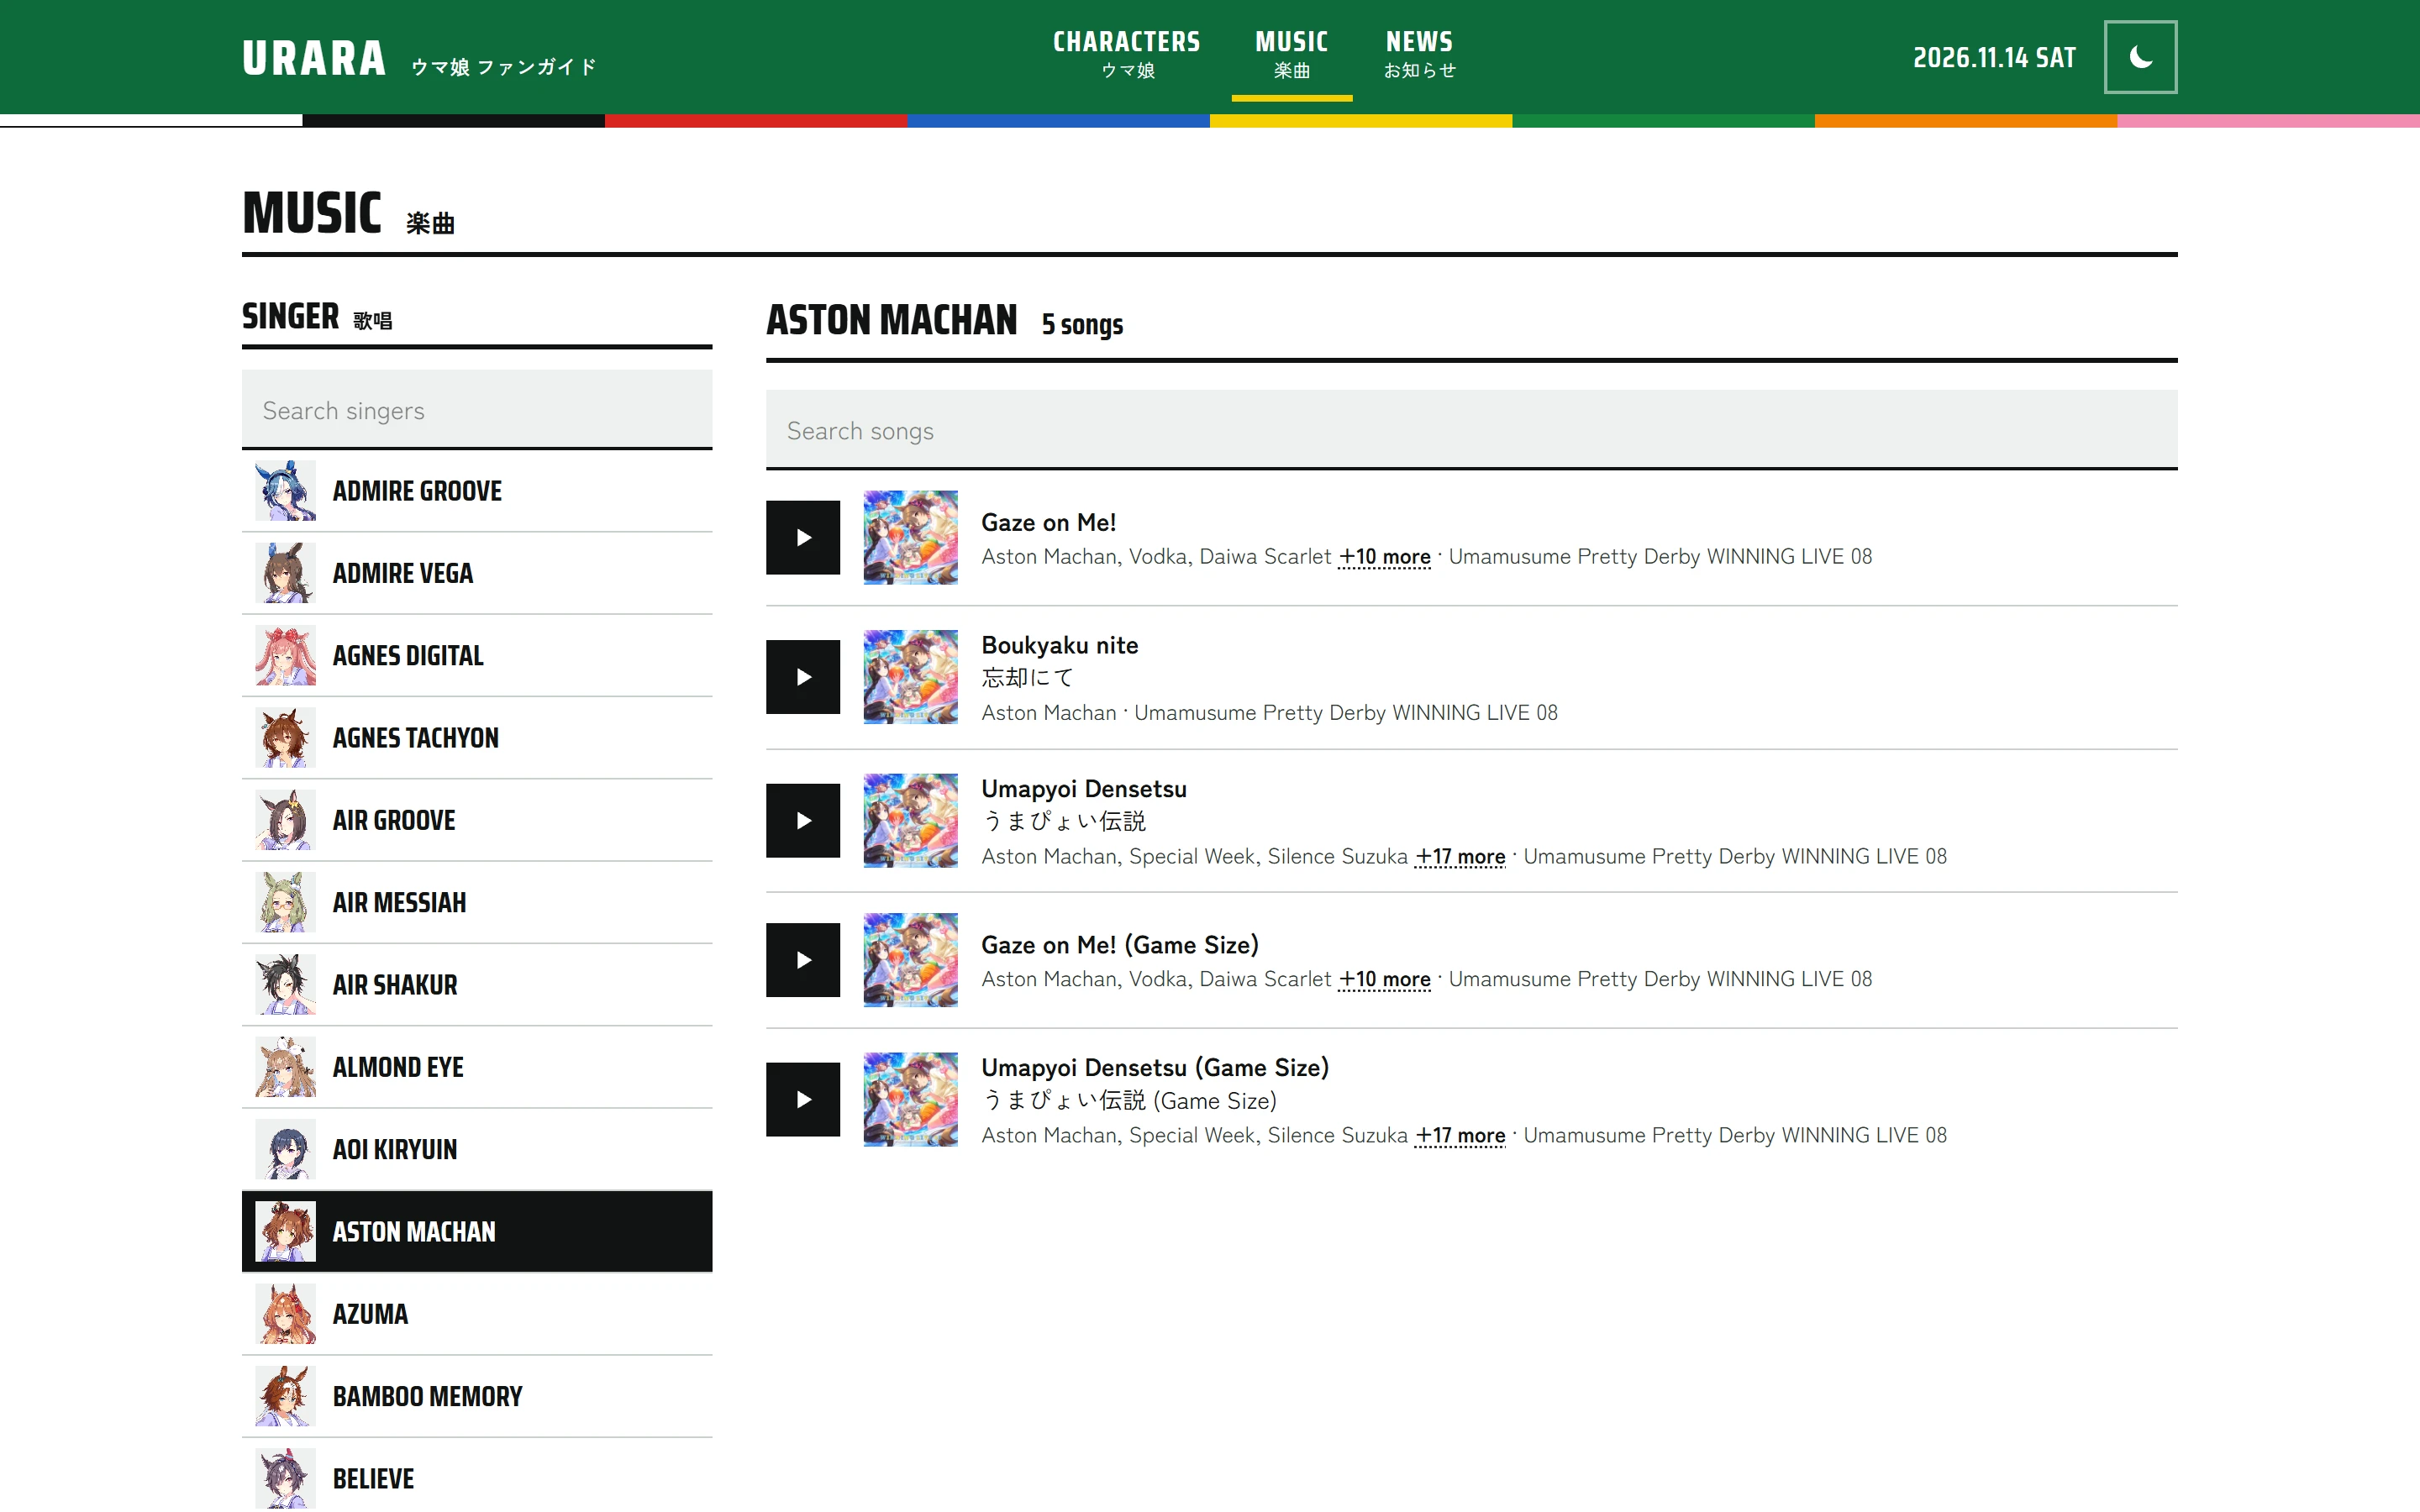 URARA ウマ娘 ファンガイド
CHARACTERS
ウマ娘
MUSIC
楽曲
NEWS
お知らせ
2026.11.14 SAT
MUSIC 楽曲
SINGER 歌唱
Search singers
ADMIRE GROOVE
ADMIRE VEGA
AGNES DIGITAL
AGNES TACHYON
AIR GROOVE
AIR MESSIAH
AIR SHAKUR
ALMOND EYE
AOI KIRYUIN
ASTON MACHAN
AZUMA
BAMBOO MEMORY
BELIEVE
ASTON MACHAN 5 songs
Search songs
Gaze on Me!
Aston Machan, Vodka, Daiwa Scarlet +10 more · Umamusume Pretty Derby WINNING LIVE 08
Boukyaku nite
忘却にて
Aston Machan · Umamusume Pretty Derby WINNING LIVE 08
Umapyoi Densetsu
うまぴょい伝説
Aston Machan, Special Week, Silence Suzuka +17 more · Umamusume Pretty Derby WINNING LIVE 08
Gaze on Me! (Game Size)
Aston Machan, Vodka, Daiwa Scarlet +10 more · Umamusume Pretty Derby WINNING LIVE 08
Umapyoi Densetsu (Game Size)
うまぴょい伝説 (Game Size)
Aston Machan, Special Week, Silence Suzuka +17 more · Umamusume Pretty Derby WINNING LIVE 08